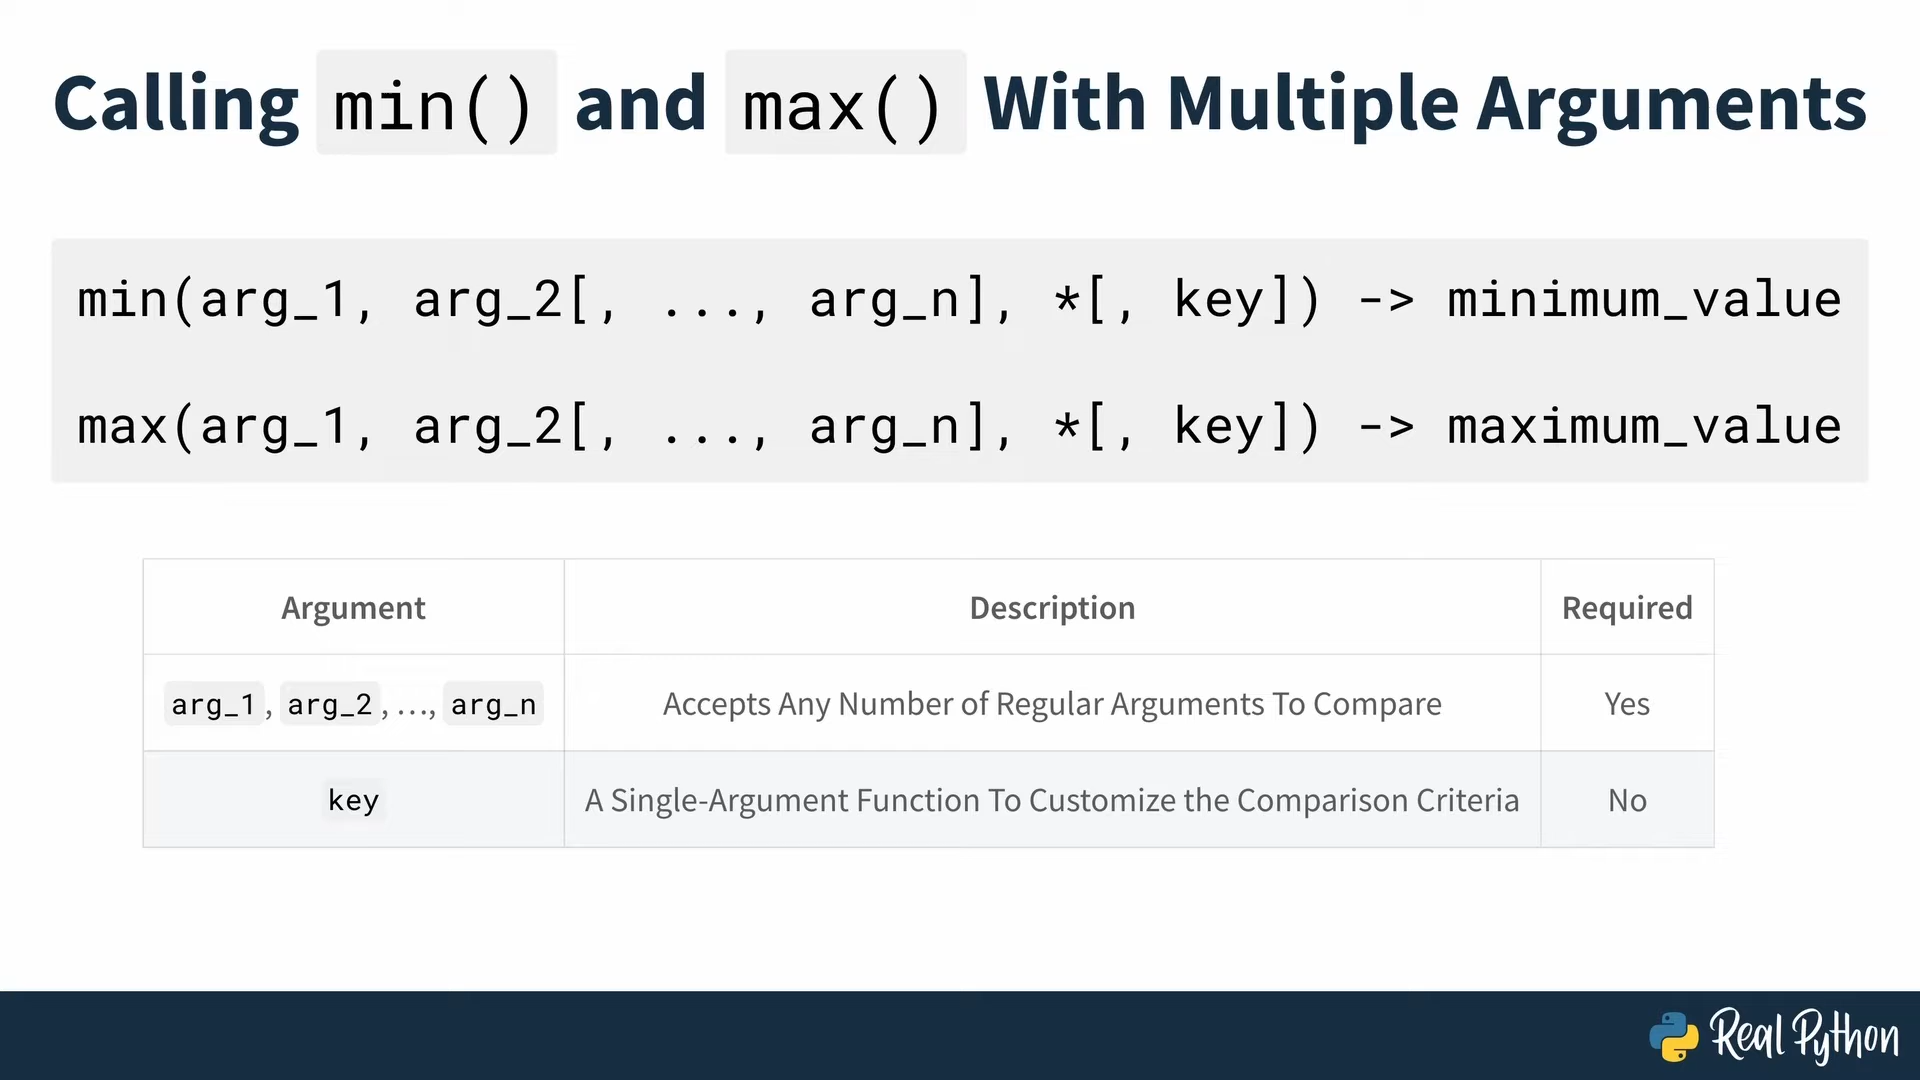 Calling min() and max() With Multiple Arguments
min(arg_1, arg_2[, ..., arg_n], *[, key]) -> minimum_value
max(arg_1, arg_2[, ..., arg_n], *[, key]) -> maximum_value
Argument Description Required
arg_1, arg_2, …, arg_n Accepts Any Number of Regular Arguments To Compare Yes
key A Single-Argument Function To Customize the Comparison Criteria No
Real Python